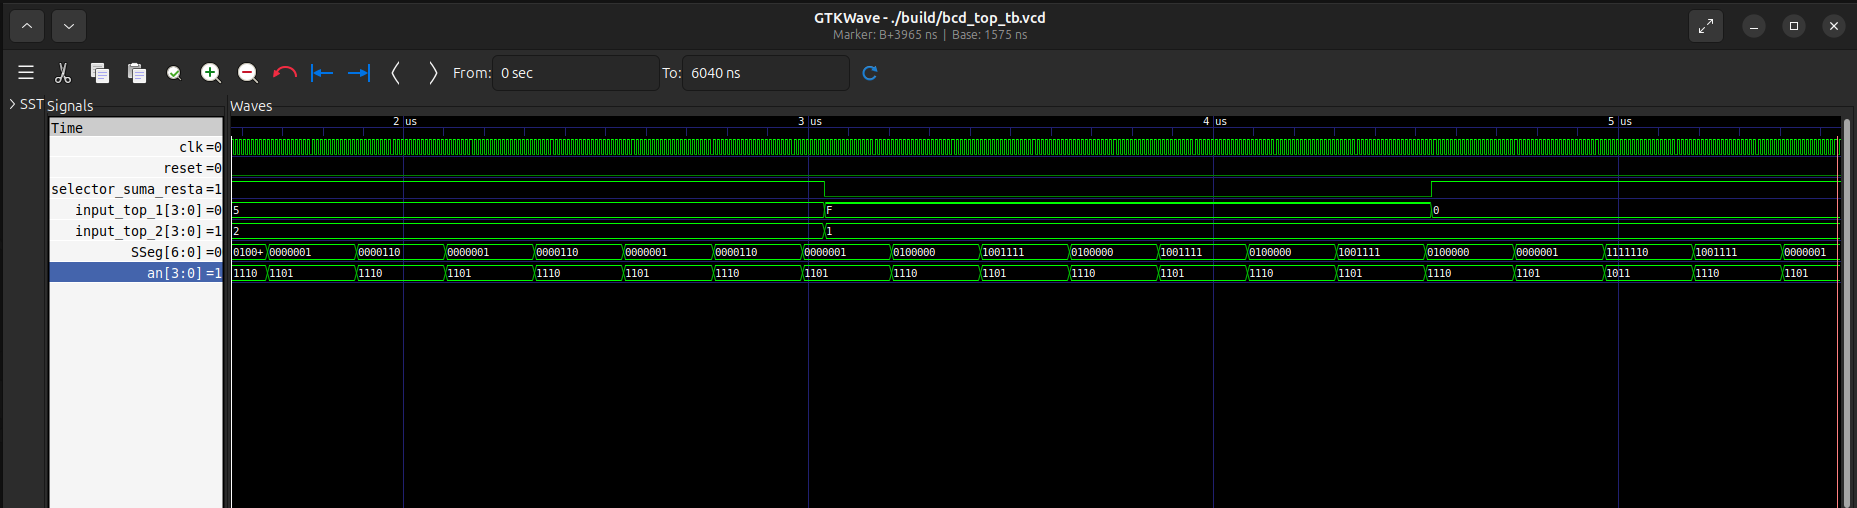 GTKWave - ./build/bcd_top_tb.vcd
Marker: B+3965 ns | Base: 1575 ns
From: 0 sec To: 6040 ns
SST Signals Waves
Time 2 us 3 us 4 us 5 us
clk=0
reset=0
selector_suma_resta=1
input_top_1[3:0]=0 5 F 0
input_top_2[3:0]=1 2 1
SSeg[6:0]=0 0100+ 0000001 0000110 0000001 0000110 0000001 0000110 0000001 0100000 1001111 0100000 1001111 0100000 1001111 0100000 0000001 1111110 1001111 0000001
an[3:0]=1 1110 1101 1110 1101 1110 1101 1110 1101 1110 1101 1110 1101 1110 1101 1110 1101 1011 1110 1101